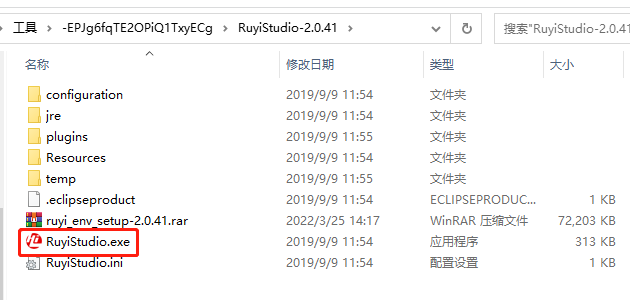 工具 > -EPJg6fqTE2OPiQ1TxyECg > RuyiStudio-2.0.41 >
搜索"RuyiStudio-2.0.41
名称 修改日期 类型 大小
configuration 2019/9/9 11:54 文件夹
jre 2019/9/9 11:54 文件夹
plugins 2019/9/9 11:55 文件夹
Resources 2019/9/9 11:54 文件夹
temp 2019/9/9 11:55 文件夹
.eclipseproduct 2019/9/9 11:54 ECLIPSEPRODUC... 1 KB
ruyi_env_setup-2.0.41.rar 2022/3/25 14:17 WinRAR 压缩文件 72,203 KB
RuyiStudio.exe 2019/9/9 11:54 应用程序 313 KB
RuyiStudio.ini 2019/9/9 11:54 配置设置 1 KB